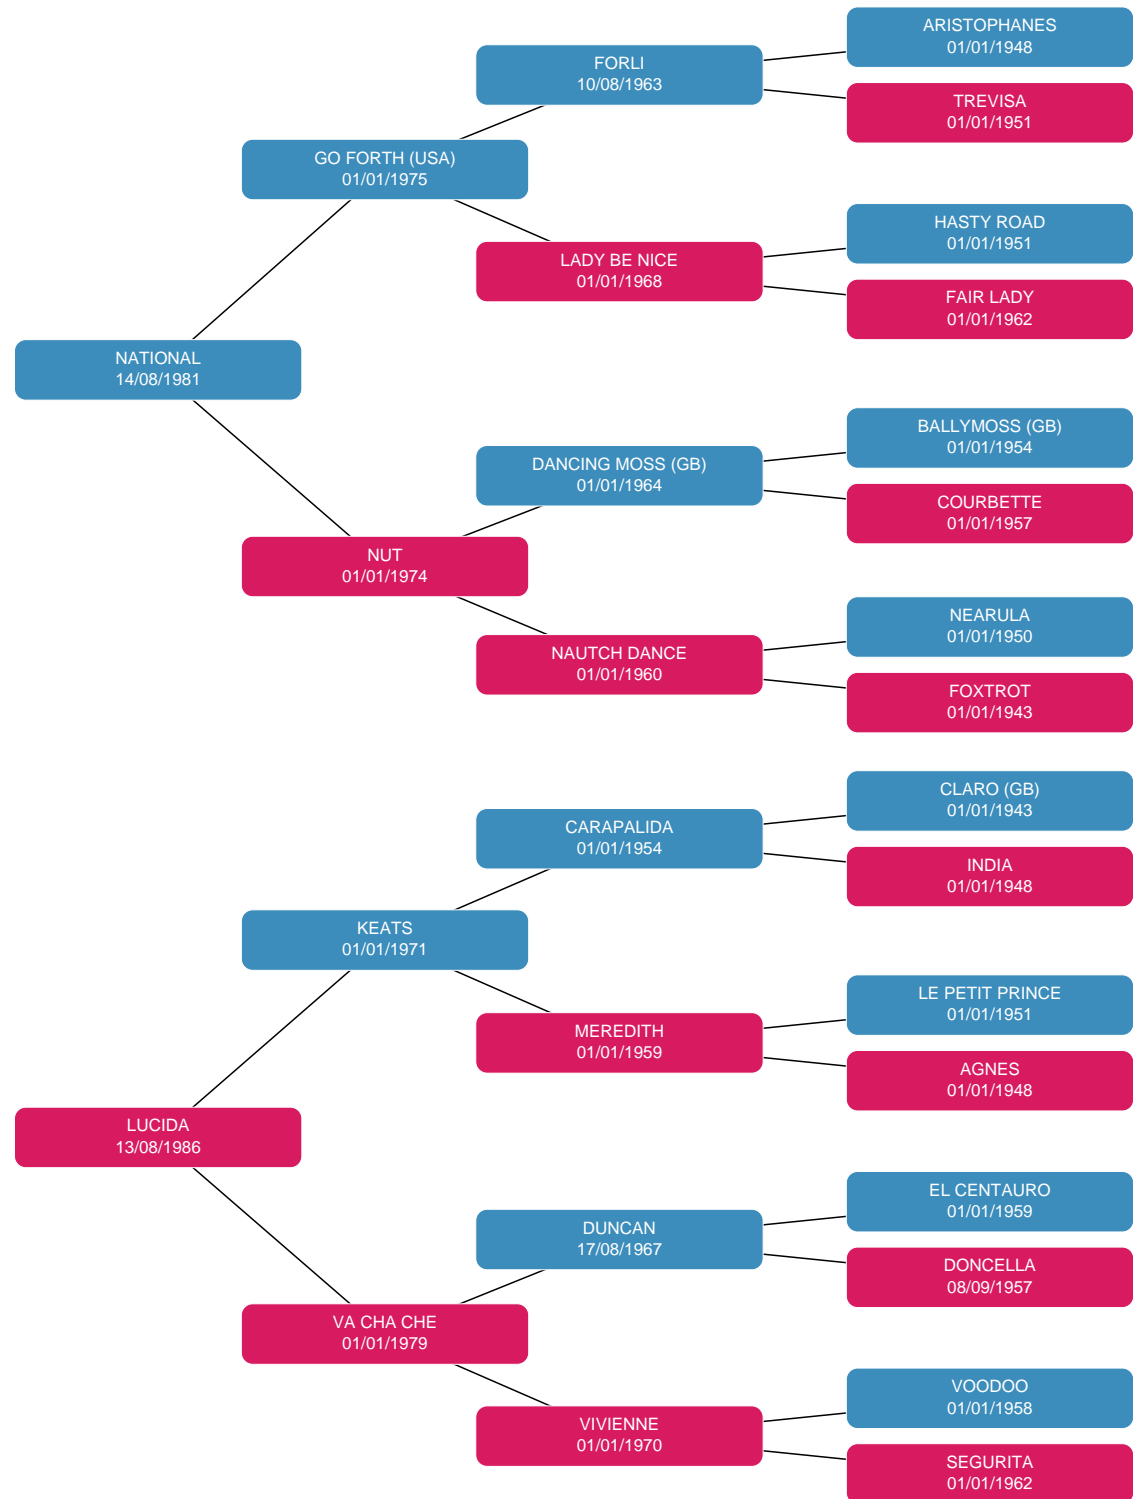 ARISTOPHANES
01/01/1948
FORLI
10/08/1963
TREVISA
01/01/1951
GO FORTH (USA)
01/01/1975
HASTY ROAD
01/01/1951
LADY BE NICE
01/01/1968
FAIR LADY
01/01/1962
NATIONAL
14/08/1981
BALLYMOSS (GB)
01/01/1954
DANCING MOSS (GB)
01/01/1964
COURBETTE
01/01/1957
NUT
01/01/1974
NEARULA
01/01/1950
NAUTCH DANCE
01/01/1960
FOXTROT
01/01/1943
CLARO (GB)
01/01/1943
CARAPALIDA
01/01/1954
INDIA
01/01/1948
KEATS
01/01/1971
LE PETIT PRINCE
01/01/1951
MEREDITH
01/01/1959
AGNES
01/01/1948
LUCIDA
13/08/1986
EL CENTAURO
01/01/1959
DUNCAN
17/08/1967
DONCELLA
08/09/1957
VA CHA CHE
01/01/1979
VOODOO
01/01/1958
VIVIENNE
01/01/1970
SEGURITA
01/01/1962